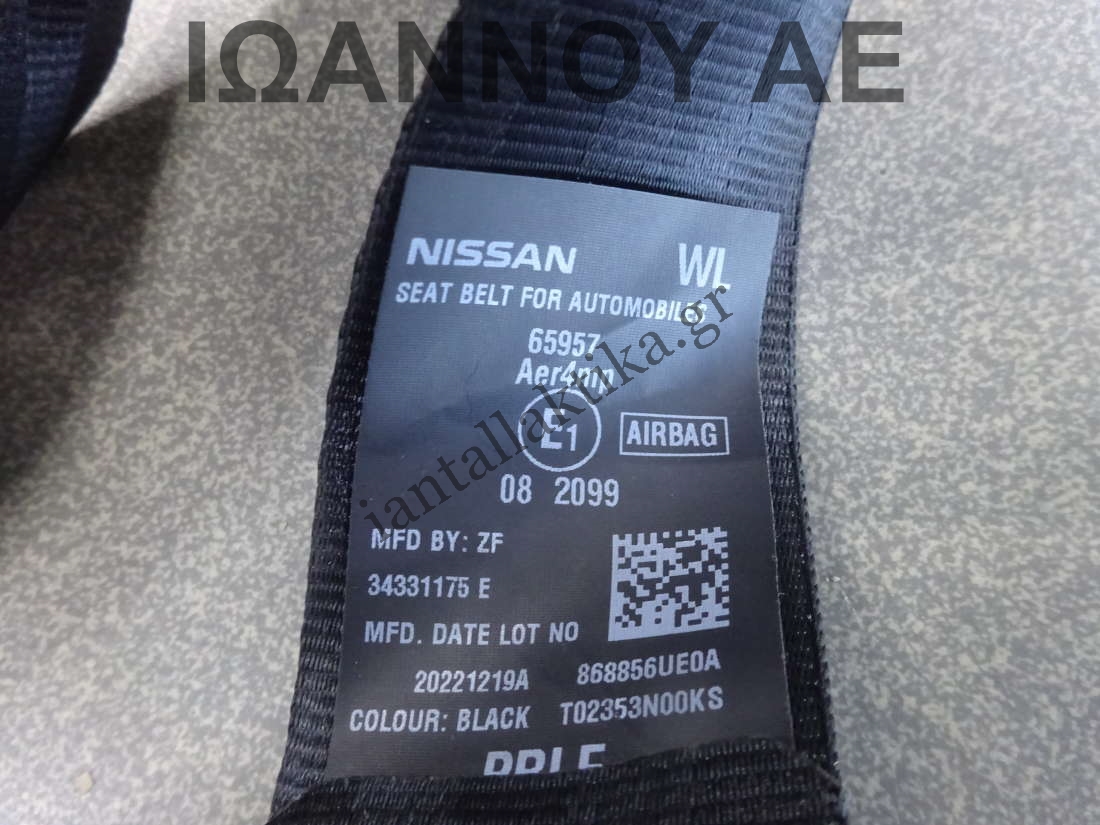 ΙΩΑΝΝΟΥ ΑΕ
NISSAN WL
SEAT BELT FOR AUTOMOBILES
65957
Aer4mp
E1 AIRBAG
08 2099
iantallaktika.gr
MFD BY: ZF
34331175 E
MFD. DATE LOT NO
20221219A 868856UE0A
COLOUR: BLACK T02353N00KS